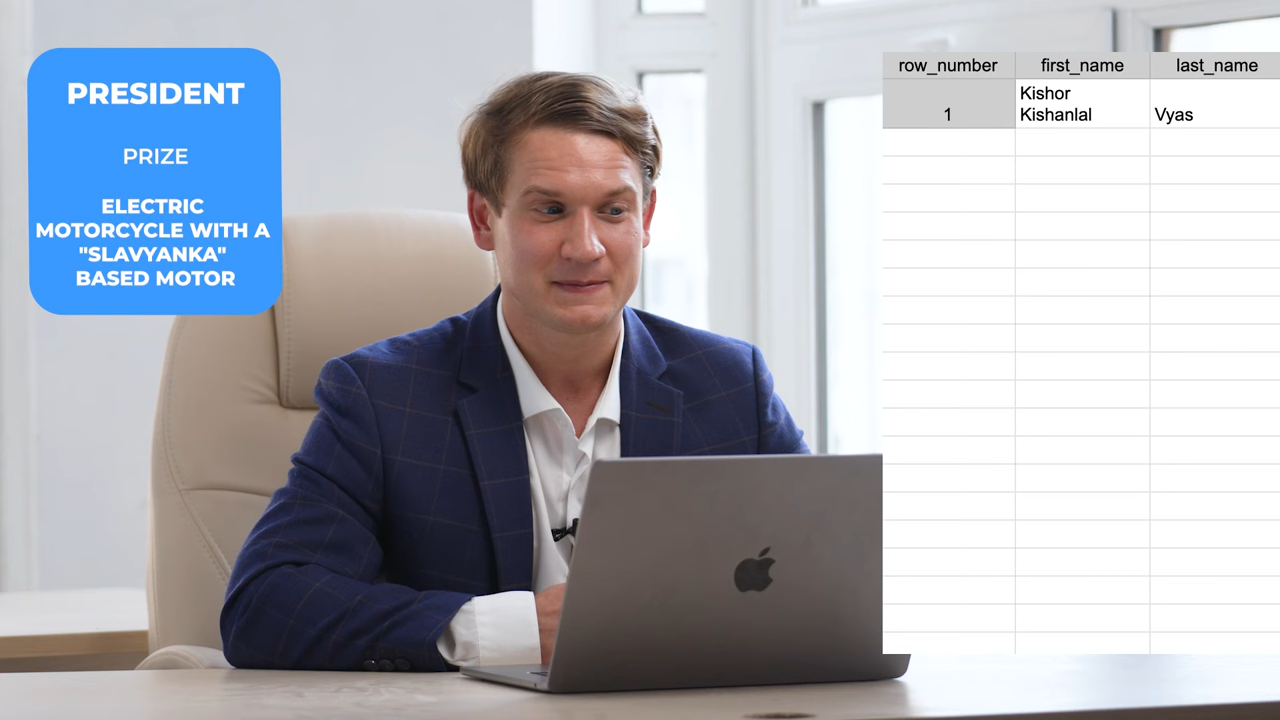 PRESIDENT
PRIZE
ELECTRIC
MOTORCYCLE WITH A
"SLAVYANKA"
BASED MOTOR
row_number first_name last_name
1 Kishor Kishanlal Vyas